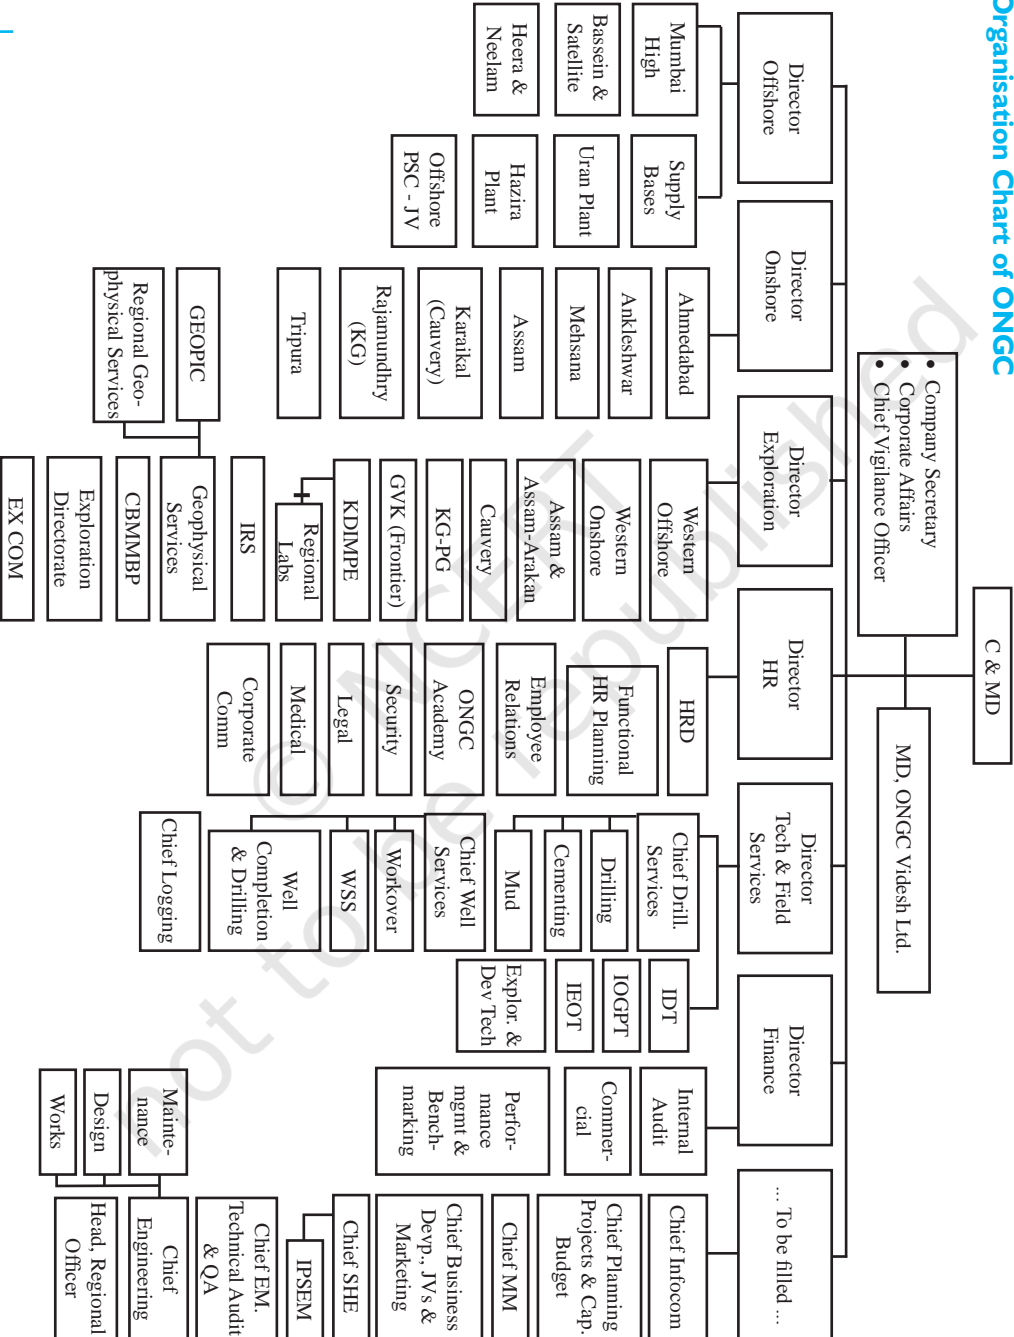 Organisation Chart of ONGC
C & MD
• Company Secretary
• Corporate Affairs
• Chief Vigilance Officer
MD, ONGC Videsh Ltd.
Director
Offshore
Mumbai
High
Bassein &
Satellite
Heera &
Neelam
Supply
Bases
Uran Plant
Hazira
Plant
Offshore
PSC - JV
Director
Onshore
Ahmedabad
Ankleshwar
Mehsana
Assam
Karaikal
(Cauvery)
Rajamundhry
(KG)
Tripura
Director
Exploration
Western
Offshore
Western
Onshore
Assam &
Assam-Arakan
Cauvery
KG-PG
GVK (Frontier)
KDIMPE
Regional
Labs
IRS
Geophysical
Services
GEOPIC
Regional Geo-
physical Services
CBMMBP
Exploration
Directorate
EX COM
Director
HR
HRD
Functional
HR Planning
Employee
Relations
ONGC
Academy
Security
Legal
Medical
Corporate
Comm
Director
Tech & Field
Services
Chief Drill.
Services
Drilling
Cementing
Mud
Chief Well
Services
Workover
WSS
Well
Completion
& Drilling
Chief Logging
IDT
IOGPT
IEOT
Explor. &
Dev Tech
Director
Finance
Internal
Audit
Commer-
cial
Perfor-
mance
mgmt &
Bench-
marking
... To be filled ...
Chief Infocom
Chief Planning
Projects & Cap.
Budget
Chief MM
Chief Business
Devp., JVs &
Marketing
Chief SHE
IPSEM
Chief EM.
Technical Audit
& QA
Chief
Engineering
Mainte-
nance
Design
Works
Head, Regional
Officer
© NCERT
not to be republished